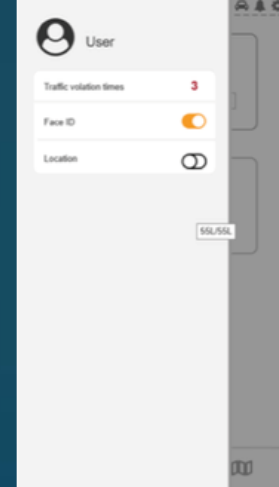 User
Traffic volation times 3
Face ID
Location
55L/55L